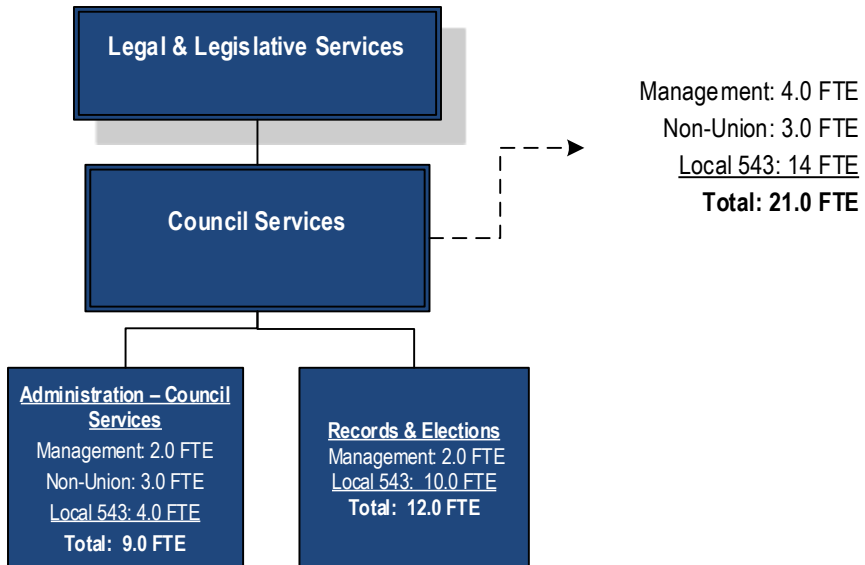 Legal & Legislative Services
Management: 4.0 FTE
Non-Union: 3.0 FTE
Local 543: 14 FTE
Total: 21.0 FTE
Council Services
Administration – Council
Services
Management: 2.0 FTE
Non-Union: 3.0 FTE
Local 543: 4.0 FTE
Total: 9.0 FTE
Records & Elections
Management: 2.0 FTE
Local 543: 10.0 FTE
Total: 12.0 FTE